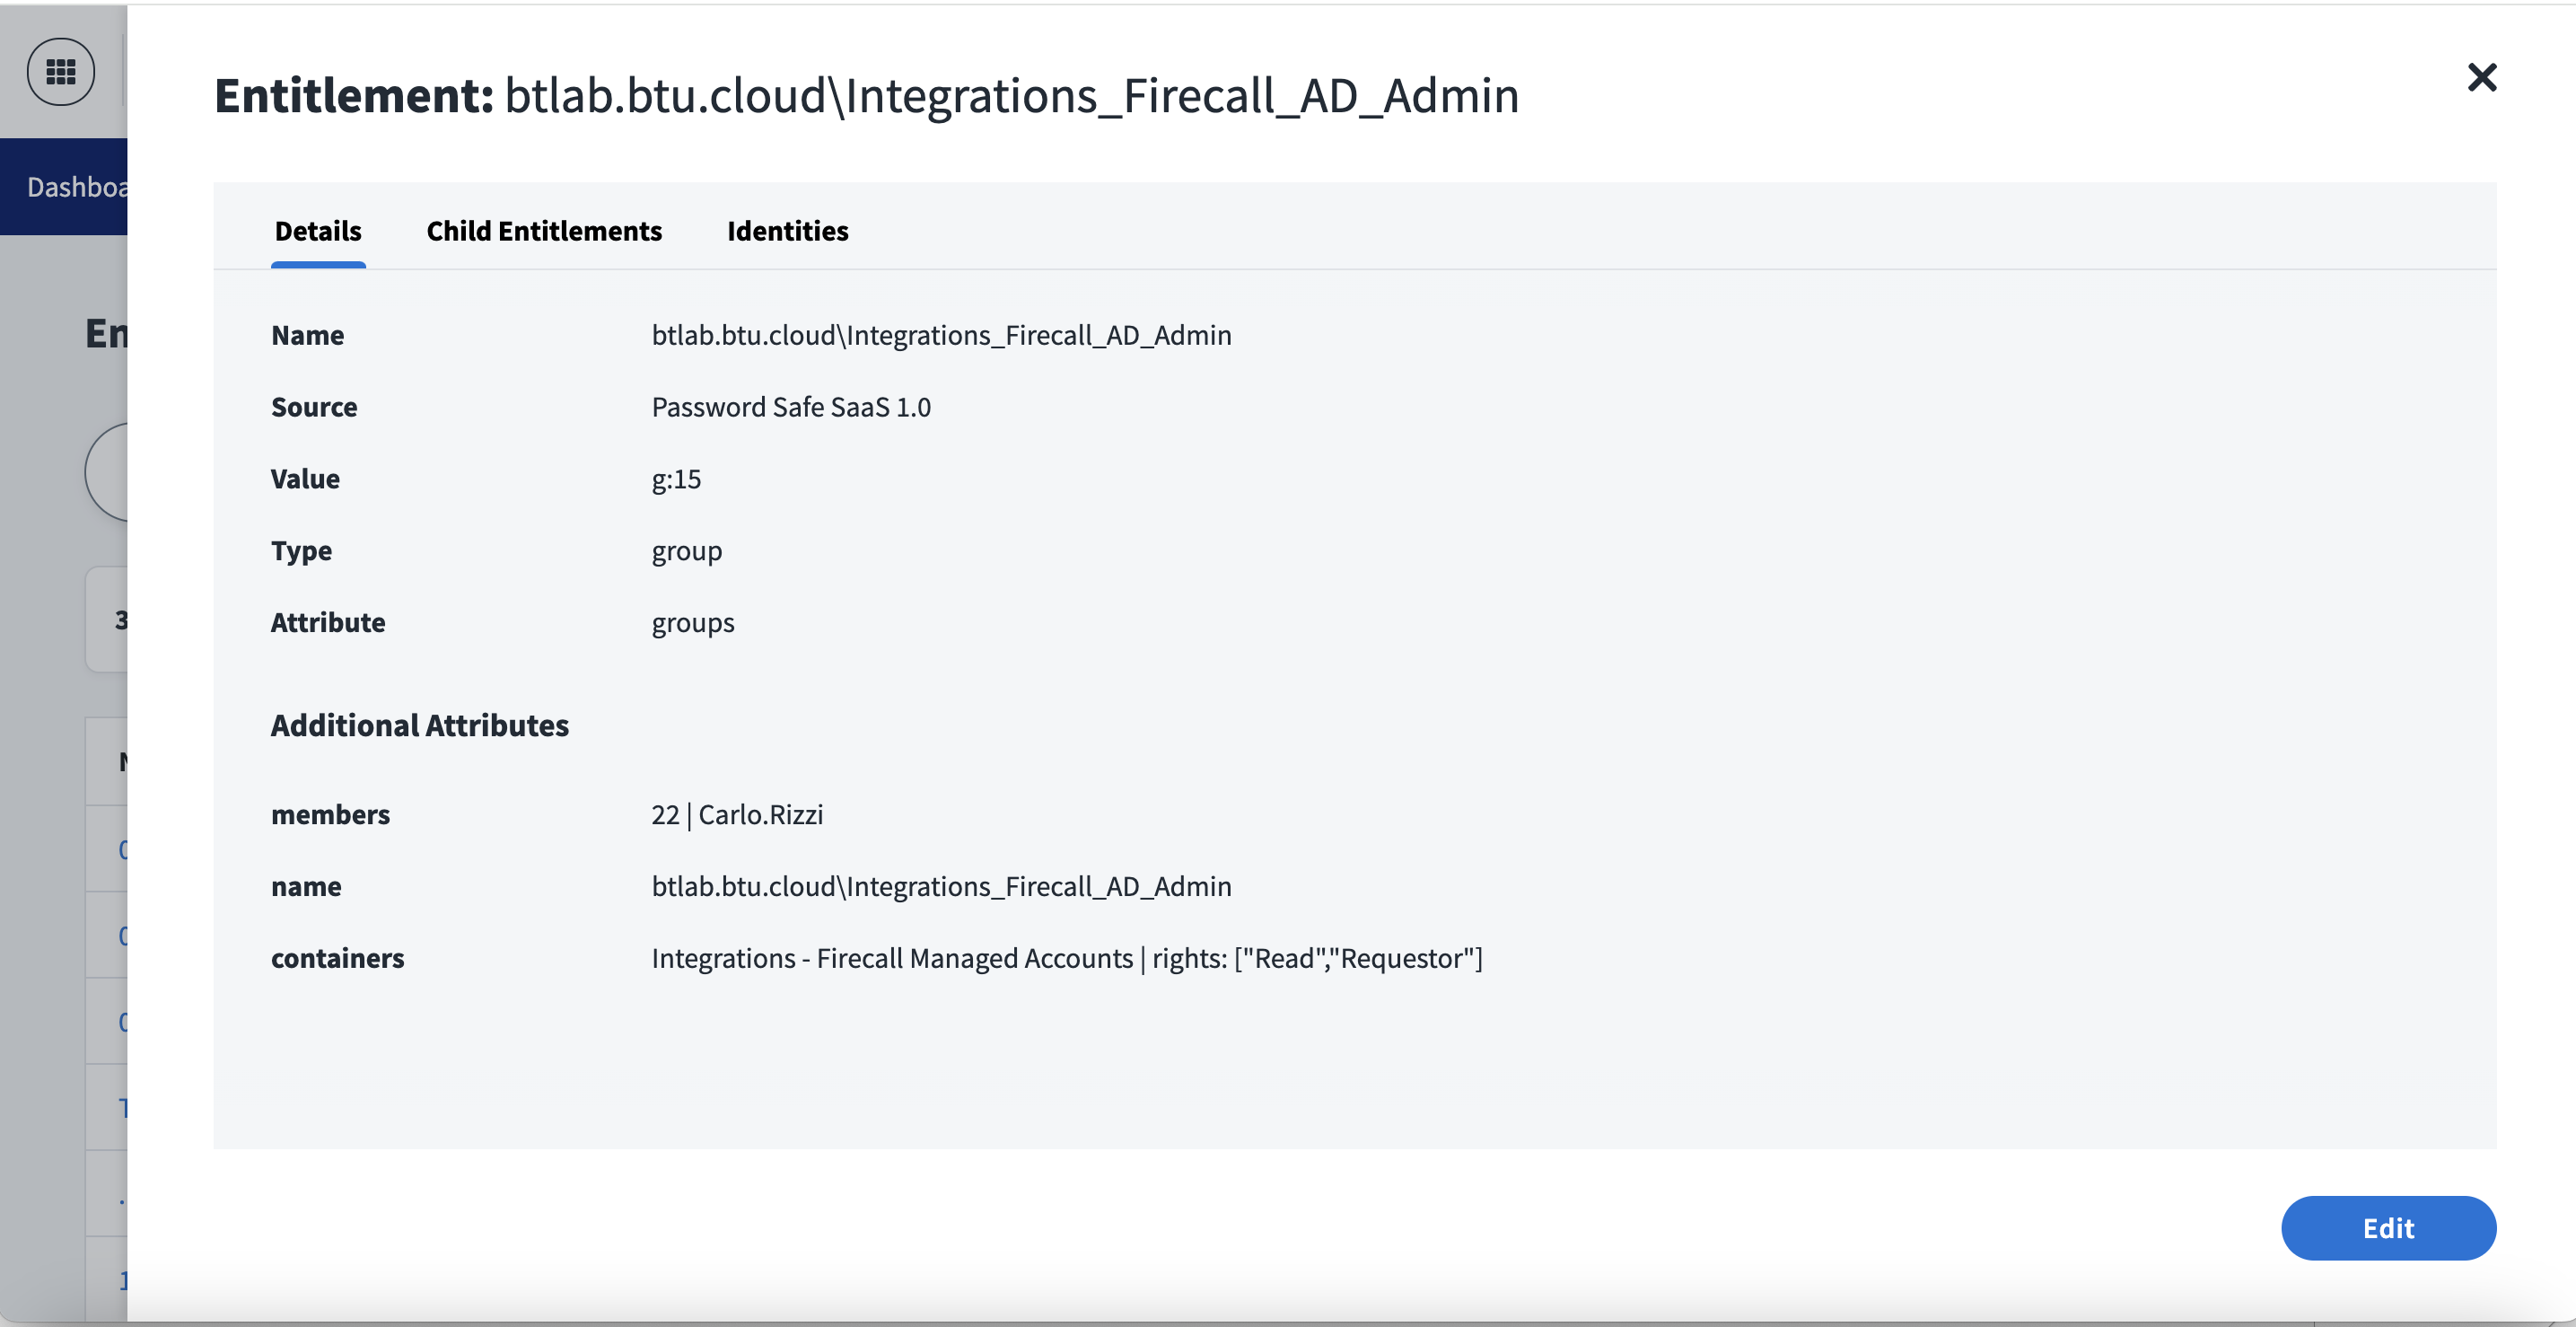 Entitlement: btlab.btu.cloud\Integrations_Firecall_AD_Admin
Details Child Entitlements Identities
Name btlab.btu.cloud\Integrations_Firecall_AD_Admin
Source Password Safe SaaS 1.0
Value g:15
Type group
Attribute groups
Additional Attributes
members 22 | Carlo.Rizzi
name btlab.btu.cloud\Integrations_Firecall_AD_Admin
containers Integrations - Firecall Managed Accounts | rights: ["Read","Requestor"]
Edit